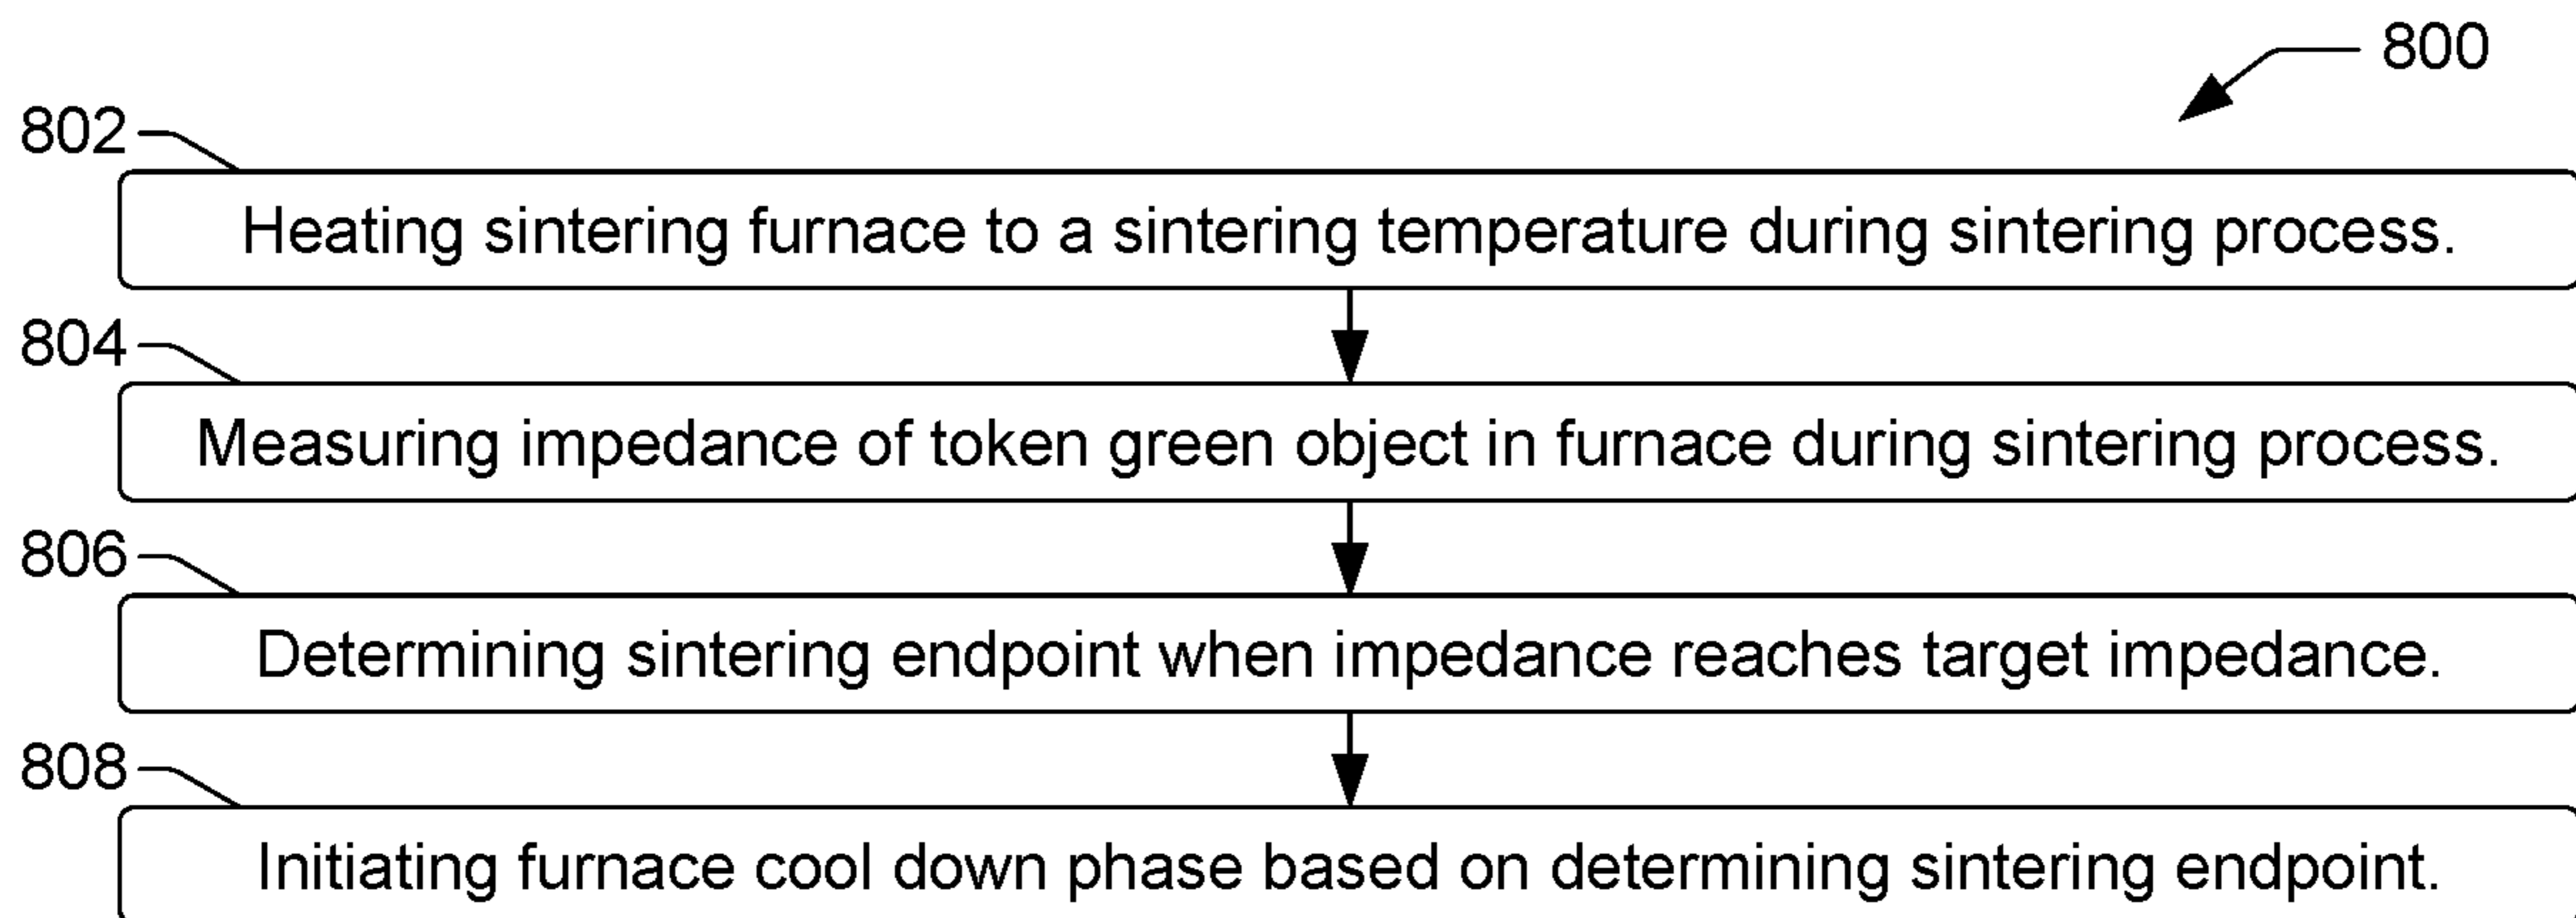 800
802
Heating sintering furnace to a sintering temperature during sintering process.
804
Measuring impedance of token green object in furnace during sintering process.
806
Determining sintering endpoint when impedance reaches target impedance.
808
Initiating furnace cool down phase based on determining sintering endpoint.